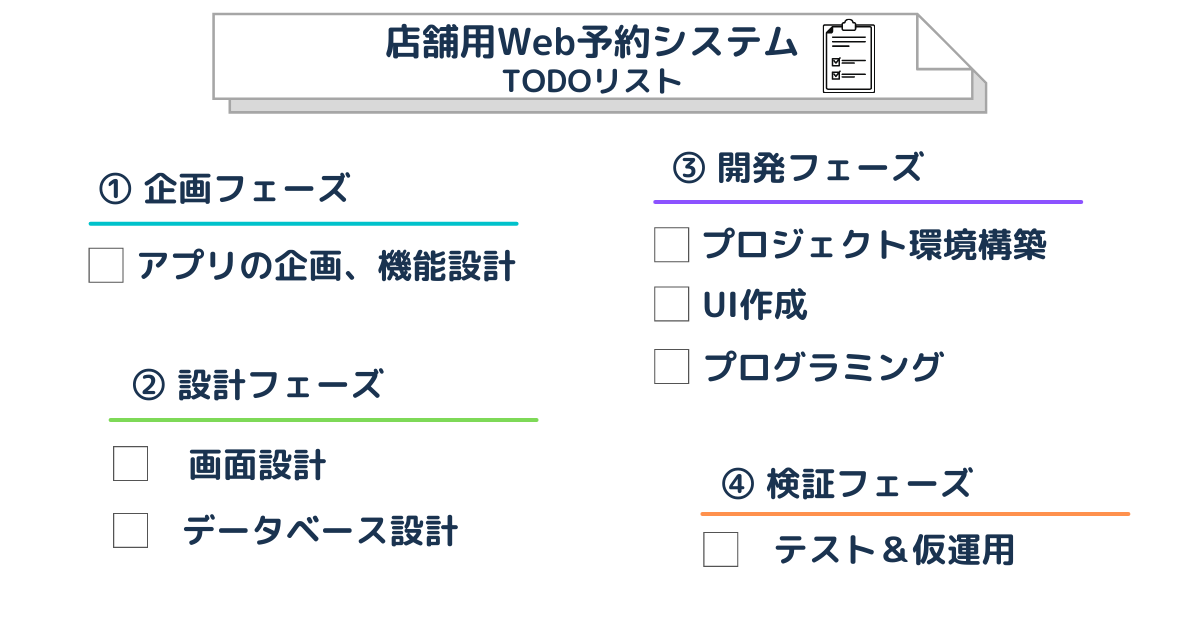 店舗用Web予約システム
TODOリスト
① 企画フェーズ
アプリの企画、機能設計
② 設計フェーズ
画面設計
データベース設計
③ 開発フェーズ
プロジェクト環境構築
UI作成
プログラミング
④ 検証フェーズ
テスト＆仮運用